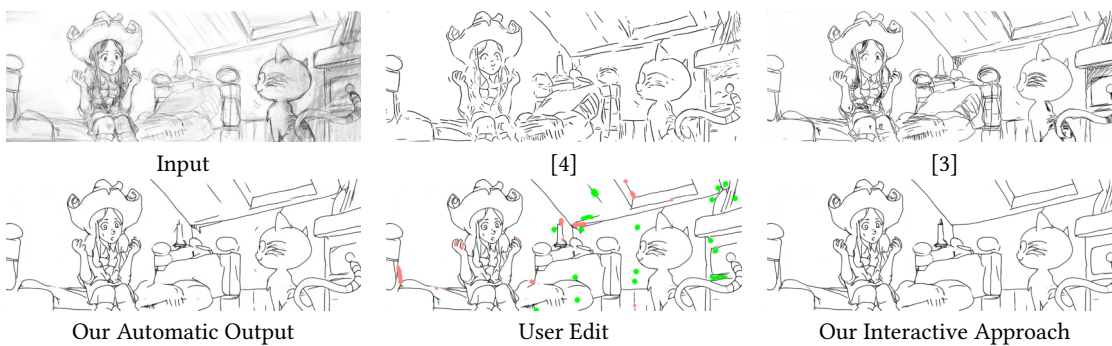 Input
[4]
[3]
Our Automatic Output
User Edit
Our Interactive Approach